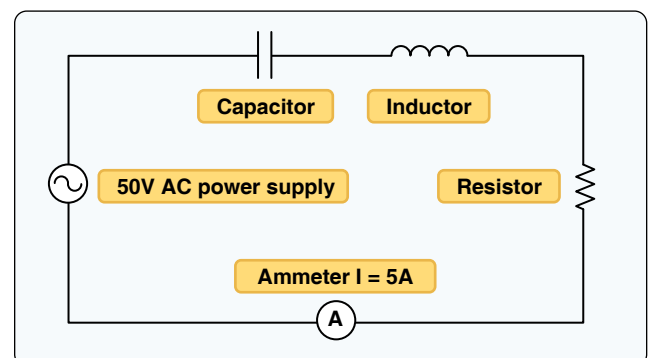 Capacitor
Inductor
50V AC power supply
Resistor
Ammeter I = 5A
A